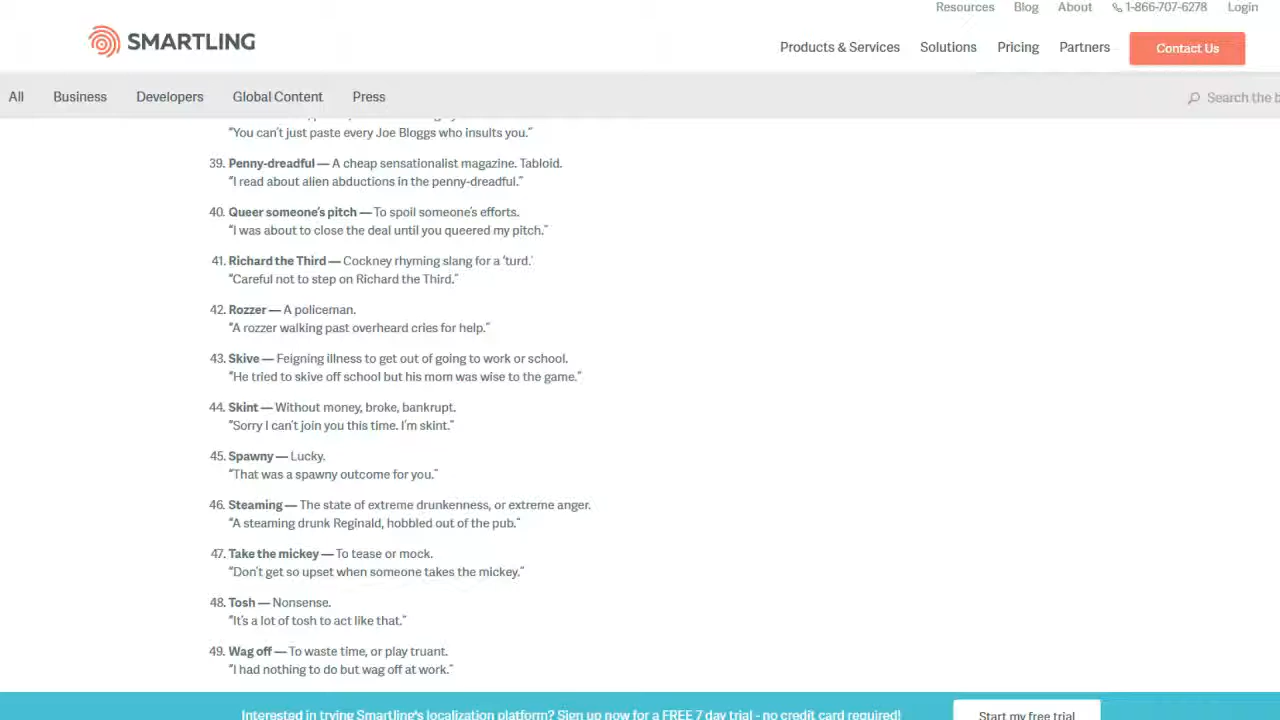 Resources Blog About 1-866-707-6278 Login
SMARTLING
Products & Services Solutions Pricing Partners Contact Us
All Business Developers Global Content Press Search the b
“You can’t just paste every Joe Bloggs who insults you.”
39. Penny-dreadful — A cheap sensationalist magazine. Tabloid.
“I read about alien abductions in the penny-dreadful.”
40. Queer someone’s pitch — To spoil someone’s efforts.
“I was about to close the deal until you queered my pitch.”
41. Richard the Third — Cockney rhyming slang for a ‘turd.’
“Careful not to step on Richard the Third.”
42. Rozzer — A policeman.
“A rozzer walking past overheard cries for help.”
43. Skive — Feigning illness to get out of going to work or school.
“He tried to skive off school but his mom was wise to the game.”
44. Skint — Without money, broke, bankrupt.
“Sorry I can’t join you this time. I’m skint.”
45. Spawny — Lucky.
“That was a spawny outcome for you.”
46. Steaming — The state of extreme drunkenness, or extreme anger.
“A steaming drunk Reginald, hobbled out of the pub.”
47. Take the mickey — To tease or mock.
“Don’t get so upset when someone takes the mickey.”
48. Tosh — Nonsense.
“It’s a lot of tosh to act like that.”
49. Wag off — To waste time, or play truant.
“I had nothing to do but wag off at work.”
Interested in trying Smartling's localization platform? Sign up now for a FREE 7 day trial - no credit card required! Start my free trial